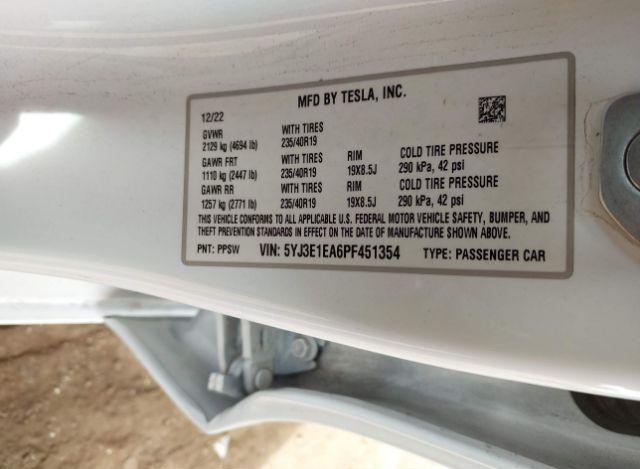 MFD BY TESLA, INC.
12/22
GVWR WITH TIRES
2129 kg (4694 lb) 235/40R19
GAWR FRT WITH TIRES RIM COLD TIRE PRESSURE
1110 kg (2447 lb) 235/40R19 19X8.5J 290 kPa, 42 psi
GAWR RR WITH TIRES RIM COLD TIRE PRESSURE
1257 kg (2771 lb) 235/40R19 19X8.5J 290 kPa, 42 psi
THIS VEHICLE CONFORMS TO ALL APPLICABLE U.S. FEDERAL MOTOR VEHICLE SAFETY, BUMPER, AND
THEFT PREVENTION STANDARDS IN EFFECT ON THE DATE OF MANUFACTURE SHOWN ABOVE.
PNT: PPSW VIN: 5YJ3E1EA6PF451354 TYPE: PASSENGER CAR